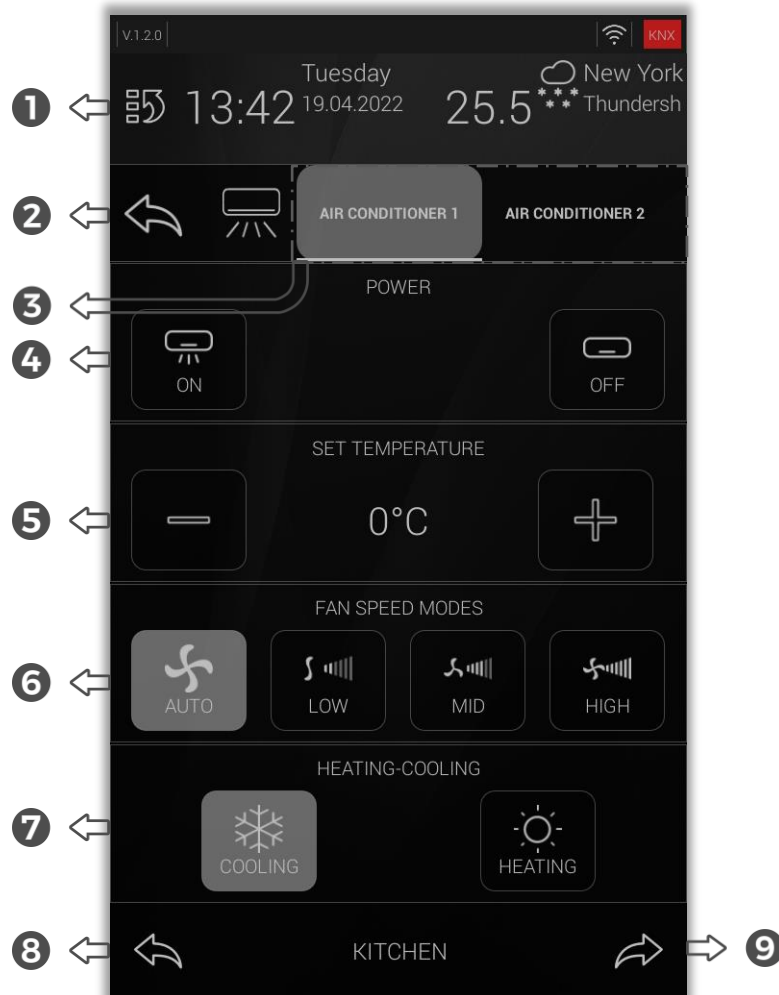 V.1.2.0 KNX
1 13:42 Tuesday 19.04.2022 25.5 New York Thundersh
2 AIR CONDITIONER 1 AIR CONDITIONER 2
3 POWER
4 ON OFF
SET TEMPERATURE
5 0°C
FAN SPEED MODES
6 AUTO LOW MID HIGH
HEATING-COOLING
7 COOLING HEATING
8 KITCHEN 9